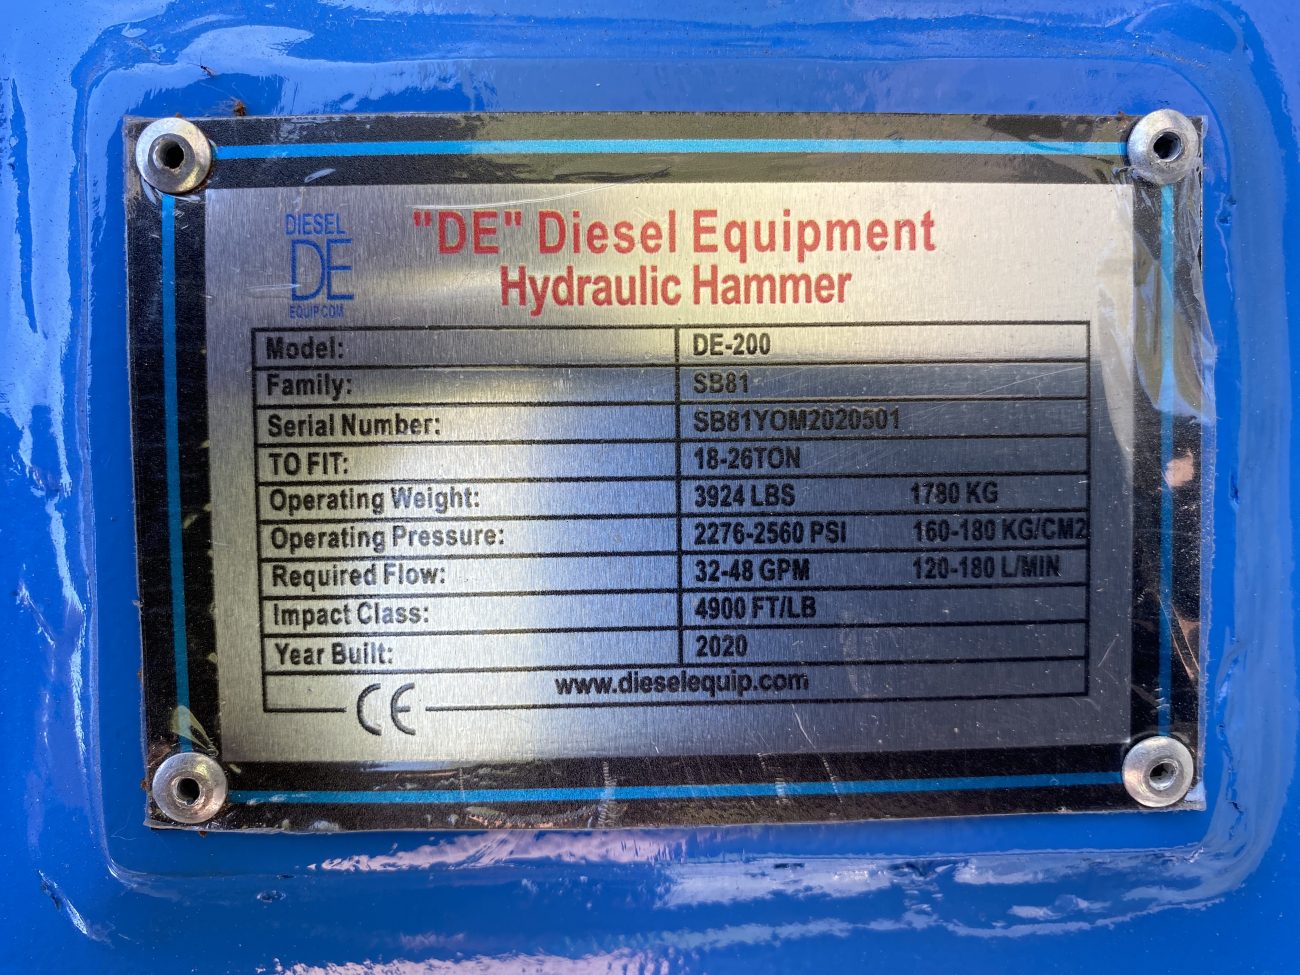 DIESEL
DE
EQUIP.COM
"DE" Diesel Equipment
Hydraulic Hammer
Model: DE-200
Family: SB81
Serial Number: SB81YOM2020501
TO FIT: 18-26TON
Operating Weight: 3924 LBS 1780 KG
Operating Pressure: 2276-2560 PSI 160-180 KG/CM2
Required Flow: 32-48 GPM 120-180 L/MIN
Impact Class: 4900 FT/LB
Year Built: 2020
www.dieselequip.com
CE